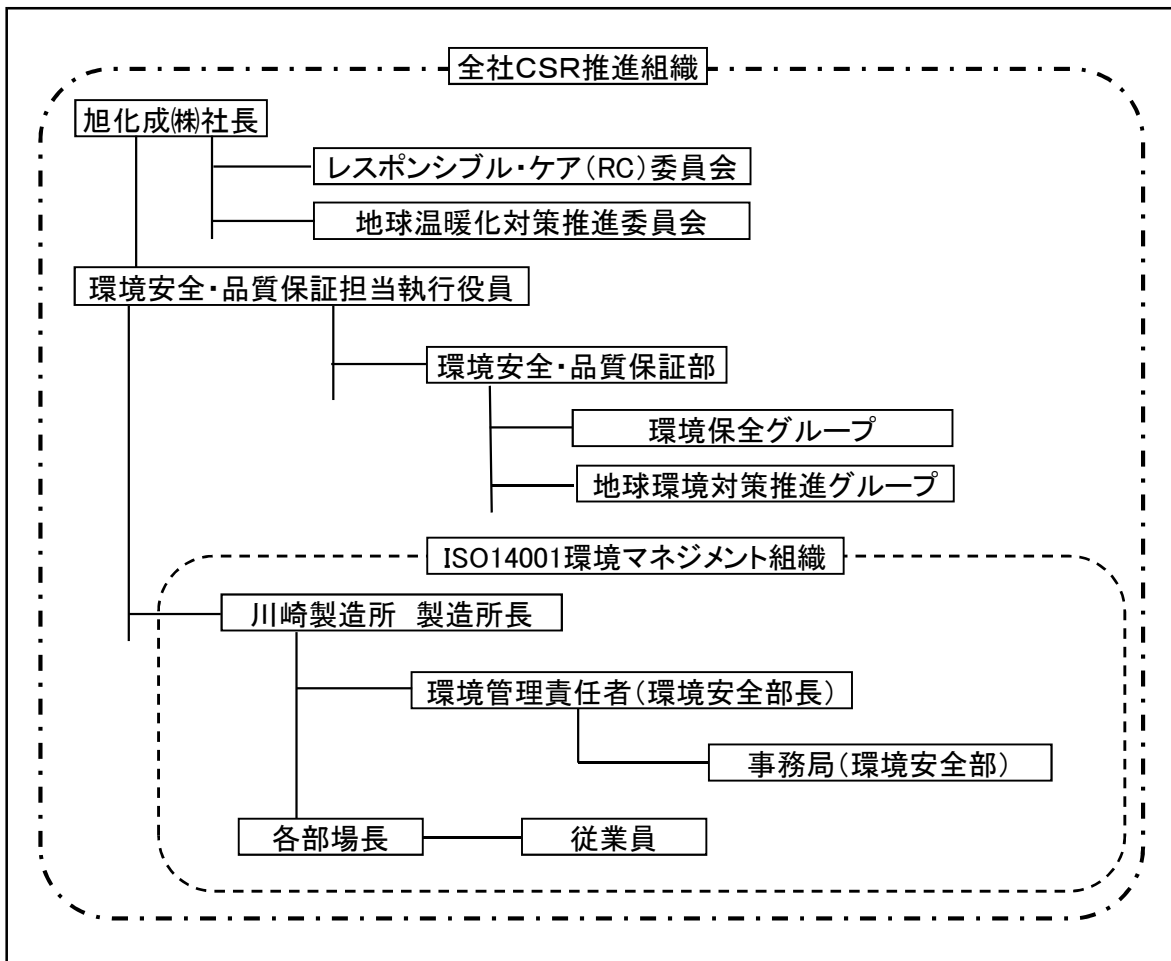 全社CSR推進組織
旭化成㈱社長
レスポンシブル・ケア(RC)委員会
地球温暖化対策推進委員会
環境安全・品質保証担当執行役員
環境安全・品質保証部
環境保全グループ
地球環境対策推進グループ
ISO14001環境マネジメント組織
川崎製造所　製造所長
環境管理責任者(環境安全部長)
事務局(環境安全部)
各部場長
従業員